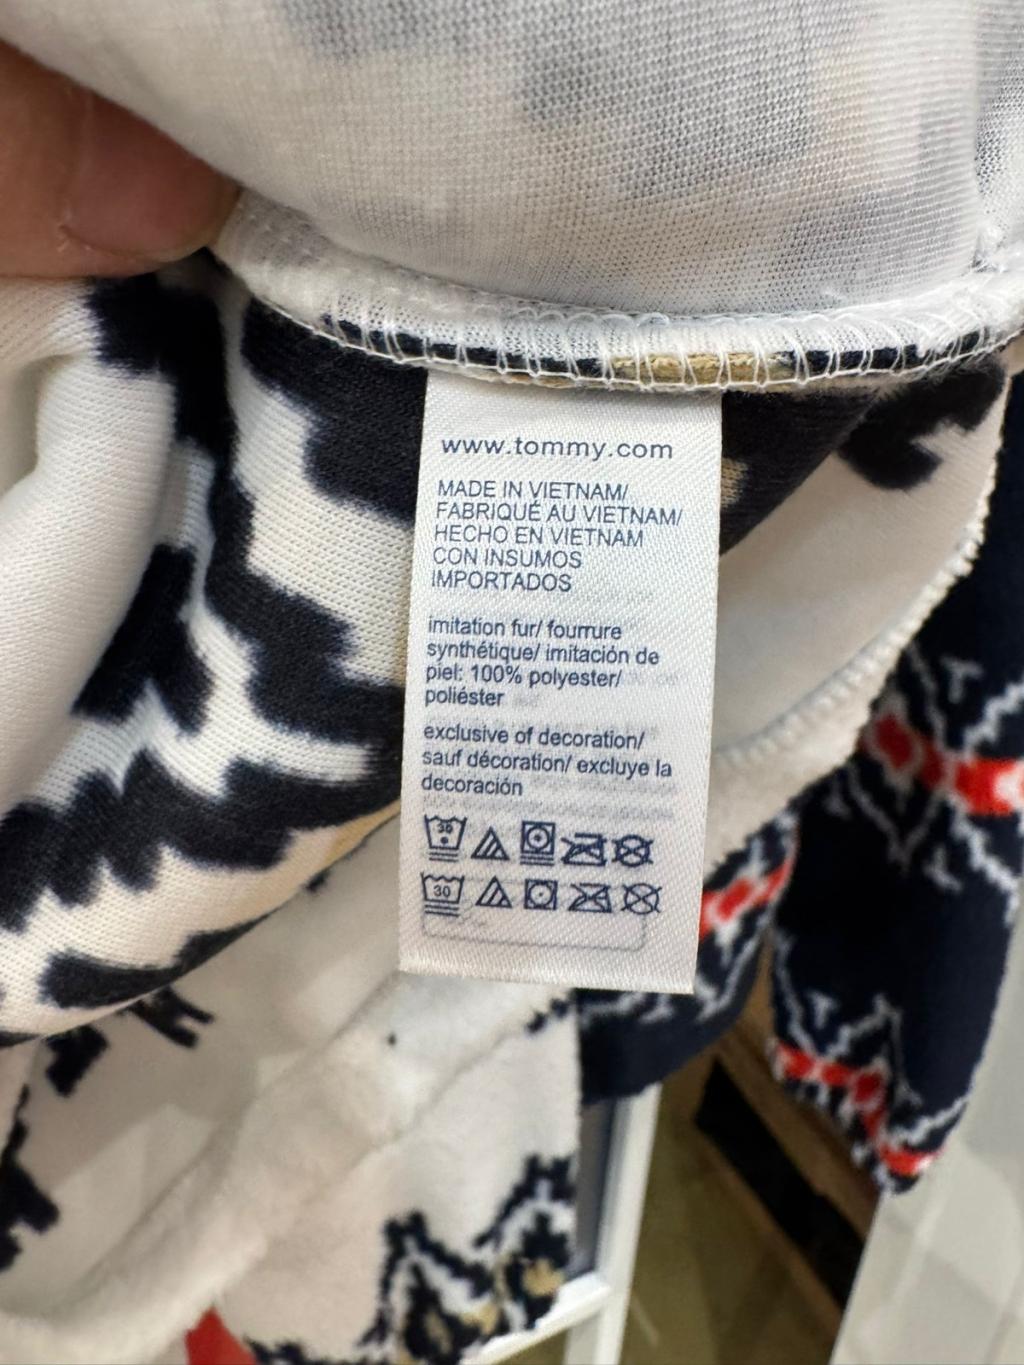 www.tommy.com
MADE IN VIETNAM/
FABRIQUÉ AU VIETNAM/
HECHO EN VIETNAM
CON INSUMOS
IMPORTADOS
imitation fur/ fourrure
synthétique/ imitación de
piel: 100% polyester/
poliéster
exclusive of decoration/
sauf décoration/ excluye la
decoración
30
30